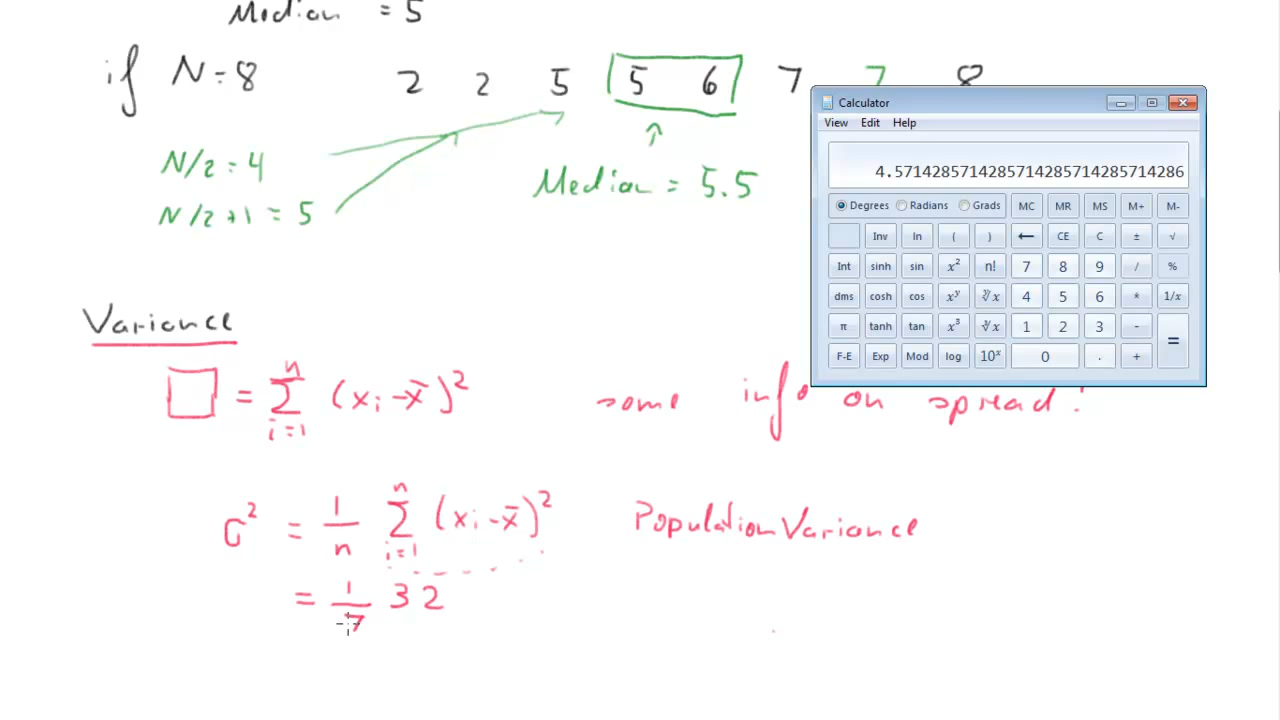 Median = 5
if N=8 2 2 5 5 6 7 7 8
N/2 = 4
N/2+1 = 5
Median = 5.5
Calculator
View Edit Help
4.5714285714285714285714285714286
Degrees Radians Grads MC MR MS M+ M-
Inv ln ( ) ← CE C ± √
Int sinh sin x² n! 7 8 9 / %
dms cosh cos xʸ ʸ√x 4 5 6 * 1/x
π tanh tan x³ ³√x 1 2 3 - =
F-E Exp Mod log 10ˣ 0 . +
Variance
□ = Σ_{i=1}^{n} (xi-x̄)² some info on spread!
σ² = 1/n Σ_{i=1}^{n} (xi-x̄)² Population Variance
= 1/7 32